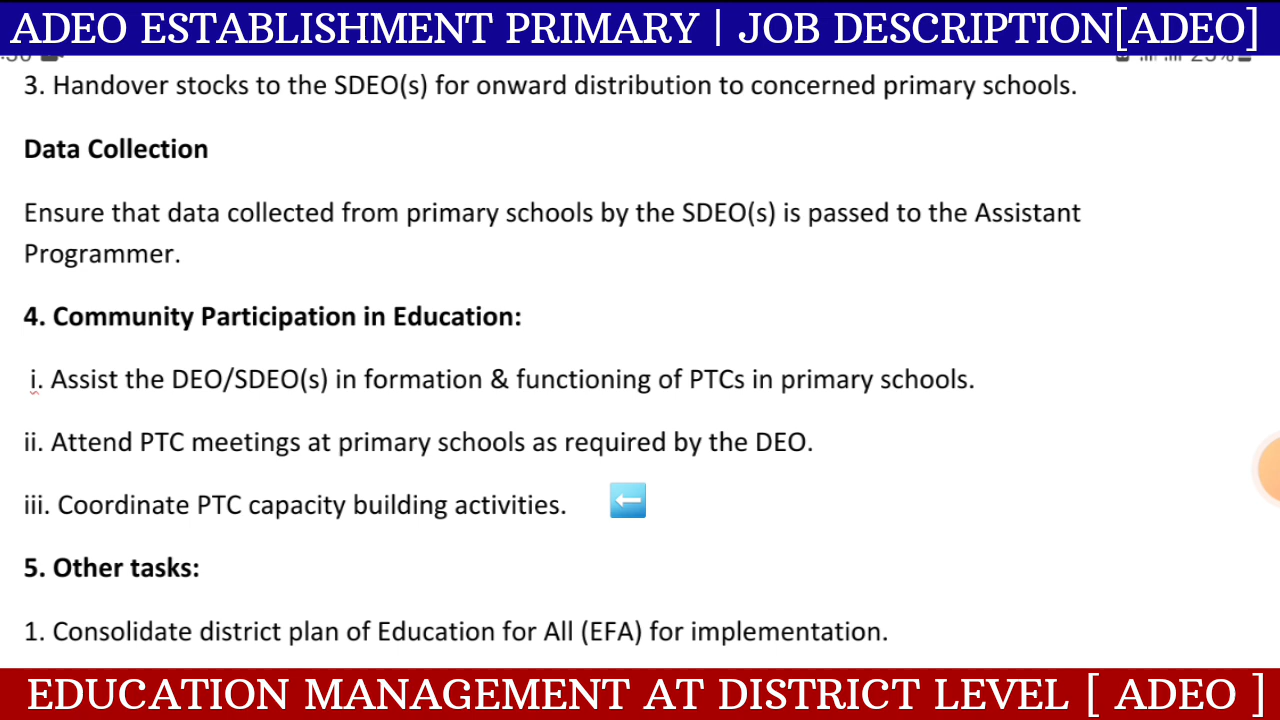 ADEO ESTABLISHMENT PRIMARY | JOB DESCRIPTION[ADEO]
3. Handover stocks to the SDEO(s) for onward distribution to concerned primary schools.
Data Collection
Ensure that data collected from primary schools by the SDEO(s) is passed to the Assistant
Programmer.
4. Community Participation in Education:
i. Assist the DEO/SDEO(s) in formation & functioning of PTCs in primary schools.
ii. Attend PTC meetings at primary schools as required by the DEO.
iii. Coordinate PTC capacity building activities.
5. Other tasks:
1. Consolidate district plan of Education for All (EFA) for implementation.
EDUCATION MANAGEMENT AT DISTRICT LEVEL [ ADEO ]